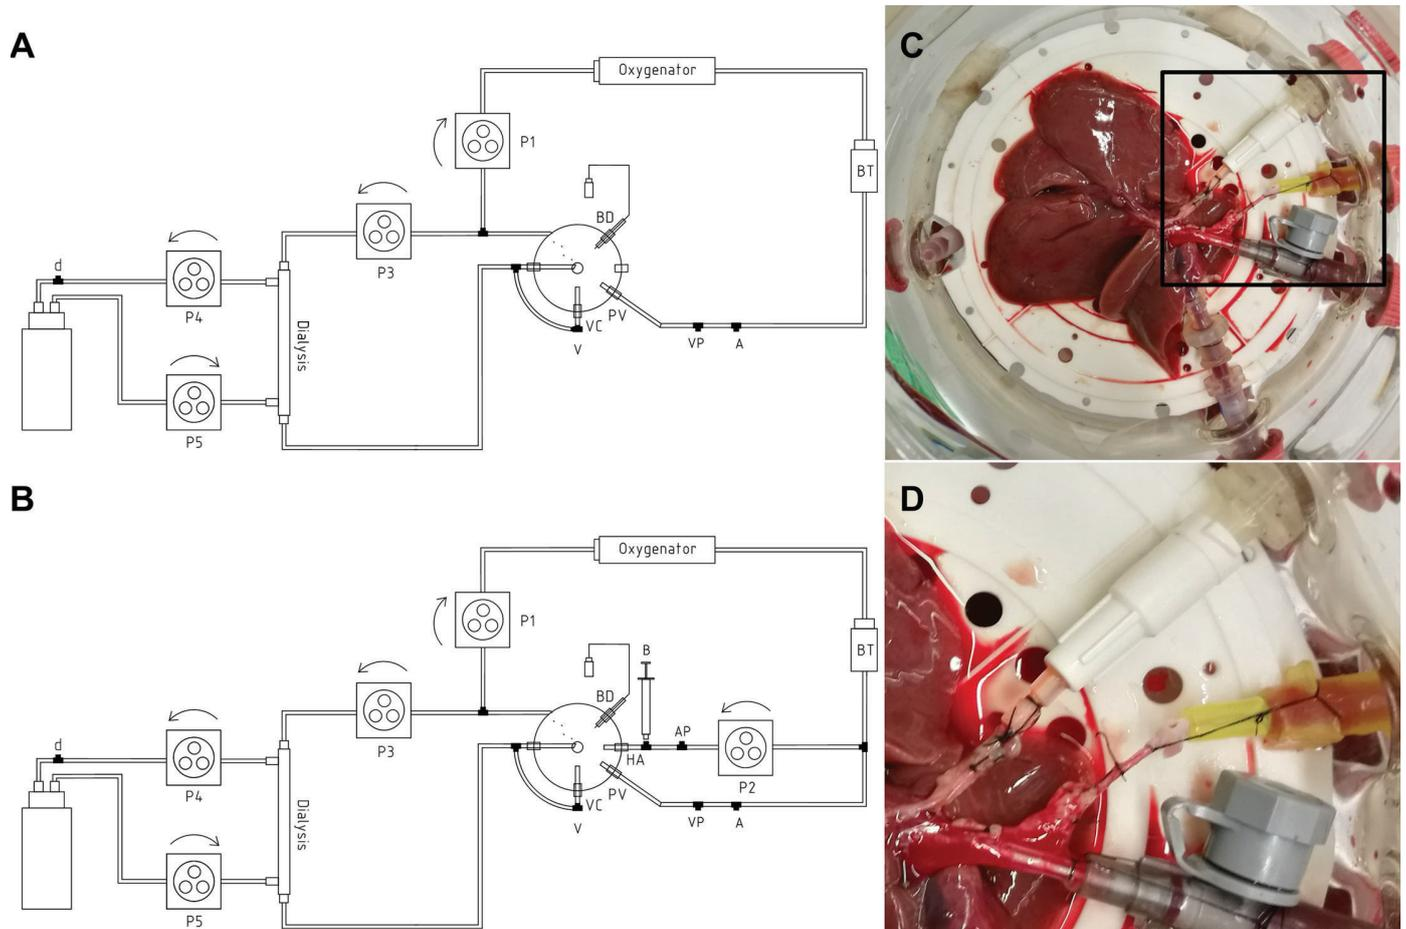 A
Oxygenator
P1
BT
P3
BD
d
P4
Dialysis
PV
VC
V
VP
A
P5
B
Oxygenator
P1
BT
B
P3
BD
AP
d
HA
P4
P2
Dialysis
PV
VC
V
VP
A
P5
C
D